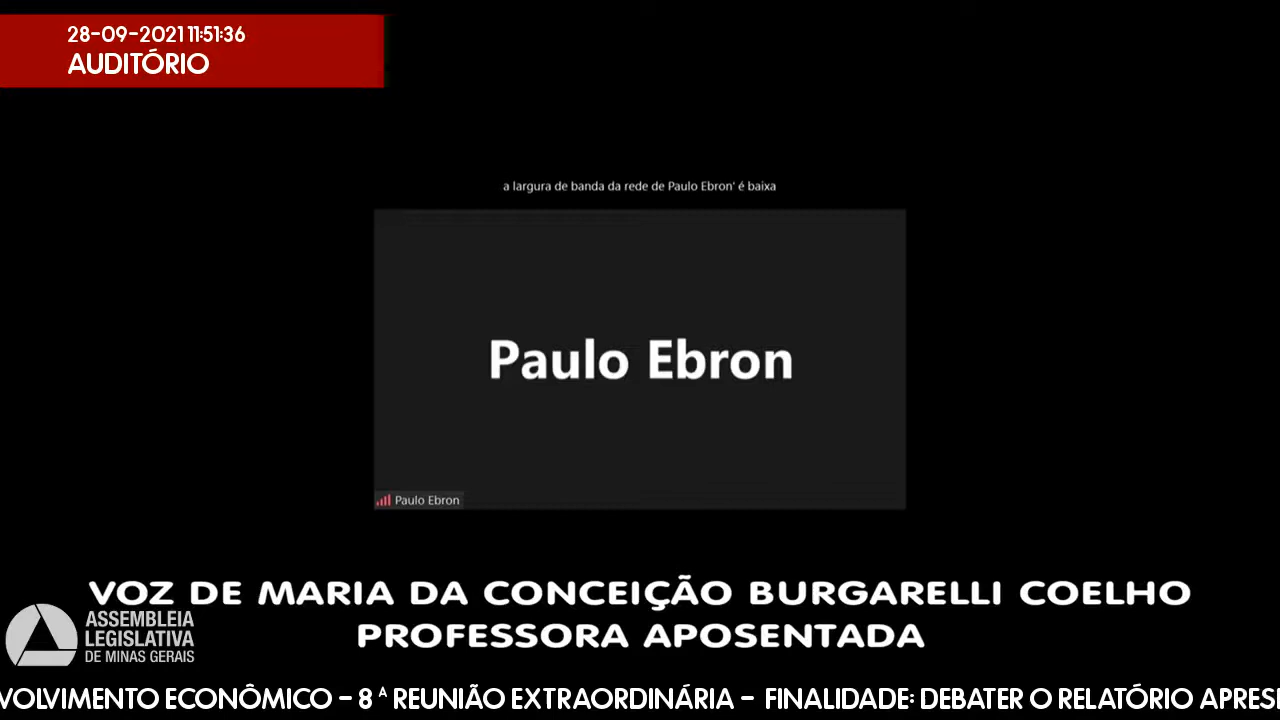 28-09-2021 11:51:36
AUDITÓRIO
a largura de banda da rede de Paulo Ebron' é baixa
Paulo Ebron
Paulo Ebron
VOZ DE MARIA DA CONCEIÇÃO BURGARELLI COELHO
PROFESSORA APOSENTADA
ASSEMBLEIA
LEGISLATIVA
DE MINAS GERAIS
VOLVIMENTO ECONÔMICO - 8ª REUNIÃO EXTRAORDINÁRIA - FINALIDADE: DEBATER O RELATÓRIO APRES